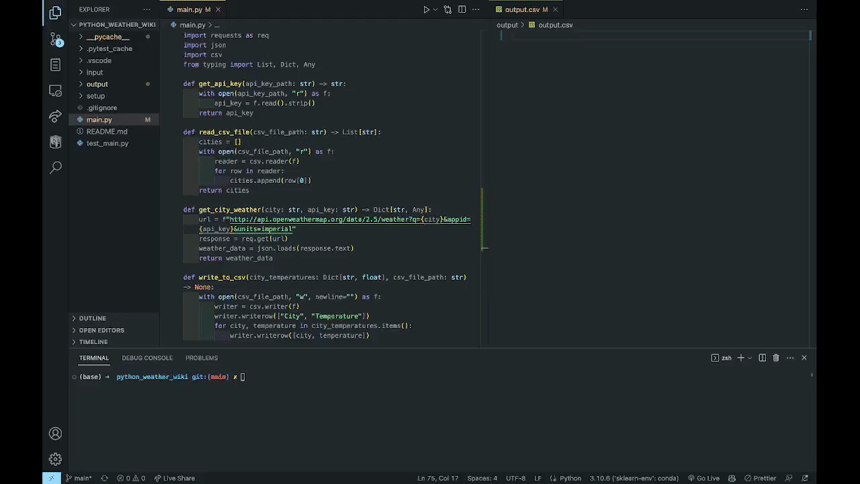 EXPLORER
PYTHON_WEATHER_WIKI
__pycache__
.pytest_cache
.vscode
input
output
setup
.gitignore
main.py M
README.md
test_main.py
OUTLINE
OPEN EDITORS
TIMELINE
main.py M
main.py > ...
import requests as req
import json
import csv
from typing import List, Dict, Any
def get_api_key(api_key_path: str) -> str:
with open(api_key_path, "r") as f:
api_key = f.read().strip()
return api_key
def read_csv_file(csv_file_path: str) -> List[str]:
cities = []
with open(csv_file_path, "r") as f:
reader = csv.reader(f)
for row in reader:
cities.append(row[0])
return cities
def get_city_weather(city: str, api_key: str) -> Dict[str, Any]:
url = f"http://api.openweathermap.org/date/2.5/weather?q={city}&appid=
{api_key}&units=imperial"
response = req.get(url)
weather_data = json.loads(response.text)
return weather_data
def write_to_csv(city_temperatures: Dict[str, float], csv_file_path: str)
-> None:
with open(csv_file_path, "w", newline="") as f:
writer = csv.writer(f)
writer.writerow(["City", "Temperature"])
for city, temperature in city_temperatures.items():
writer.writerow([city, temperature])
output.csv M
output > output.csv
TERMINAL DEBUG CONSOLE PROBLEMS
zsh
(base) → python_weather_wiki git:(main) ✗
main* 0 0 Live Share
Ln 75, Col 17 Spaces: 4 UTF-8 LF Python 3.10.6 ('sklearn-env': conda) Go Live Prettier